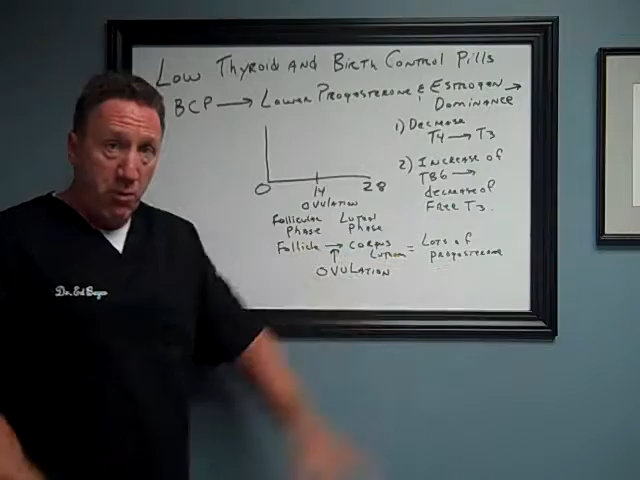 Low Thyroid and Birth Control Pills
BCP → Lower Progesterone & Estrogen →
Dominance
1) Decrease
T4 → T3
2) Increase of
TBG →
decrease of
Free T3.
0 14 28
Ovulation
Follicular Luten
Phase Phase
Follicle → Corpus
Luteum = Lots of
progesterone
↑
Ovulation
Dr. Ed